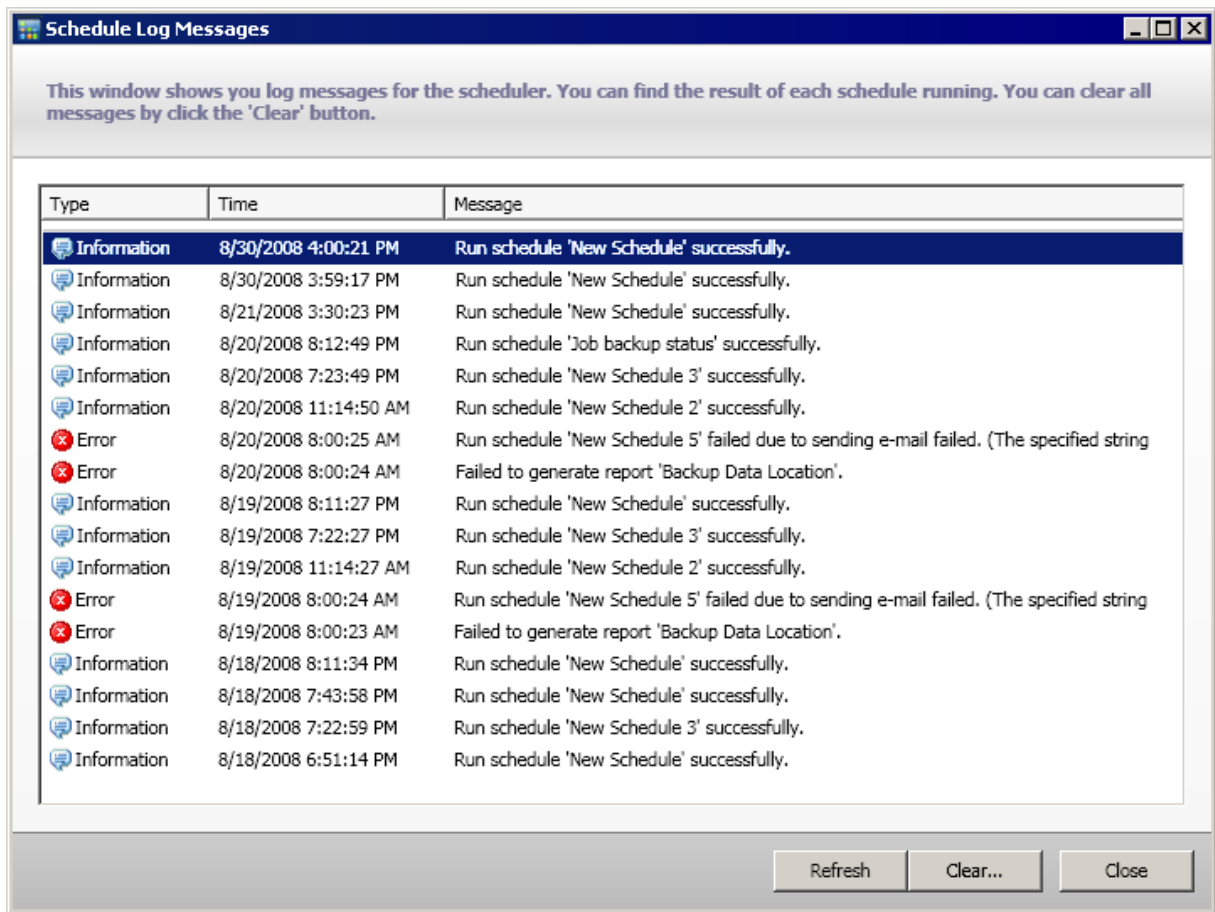 Schedule Log Messages
This window shows you log messages for the scheduler. You can find the result of each schedule running. You can clear all
messages by click the 'Clear' button.
Type Time Message
Information 8/30/2008 4:00:21 PM Run schedule 'New Schedule' successfully.
Information 8/30/2008 3:59:17 PM Run schedule 'New Schedule' successfully.
Information 8/21/2008 3:30:23 PM Run schedule 'New Schedule' successfully.
Information 8/20/2008 8:12:49 PM Run schedule 'Job backup status' successfully.
Information 8/20/2008 7:23:49 PM Run schedule 'New Schedule 3' successfully.
Information 8/20/2008 11:14:50 AM Run schedule 'New Schedule 2' successfully.
Error 8/20/2008 8:00:25 AM Run schedule 'New Schedule 5' failed due to sending e-mail failed. (The specified string
Error 8/20/2008 8:00:24 AM Failed to generate report 'Backup Data Location'.
Information 8/19/2008 8:11:27 PM Run schedule 'New Schedule' successfully.
Information 8/19/2008 7:22:27 PM Run schedule 'New Schedule 3' successfully.
Information 8/19/2008 11:14:27 AM Run schedule 'New Schedule 2' successfully.
Error 8/19/2008 8:00:24 AM Run schedule 'New Schedule 5' failed due to sending e-mail failed. (The specified string
Error 8/19/2008 8:00:23 AM Failed to generate report 'Backup Data Location'.
Information 8/18/2008 8:11:34 PM Run schedule 'New Schedule' successfully.
Information 8/18/2008 7:43:58 PM Run schedule 'New Schedule' successfully.
Information 8/18/2008 7:22:59 PM Run schedule 'New Schedule 3' successfully.
Information 8/18/2008 6:51:14 PM Run schedule 'New Schedule' successfully.
Refresh Clear... Close